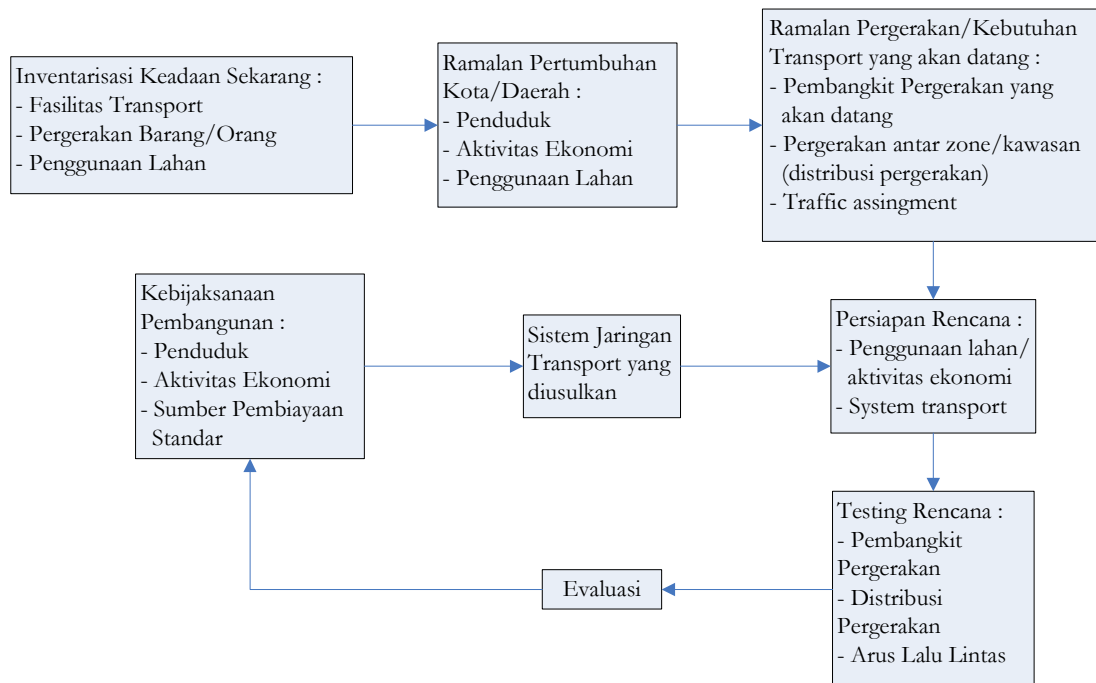 Inventarisasi Keadaan Sekarang :
- Fasilitas Transport
- Pergerakan Barang/Orang
- Penggunaan Lahan
Ramalan Pertumbuhan
Kota/Daerah :
- Penduduk
- Aktivitas Ekonomi
- Penggunaan Lahan
Ramalan Pergerakan/Kebutuhan
Transport yang akan datang :
- Pembangkit Pergerakan yang
akan datang
- Pergerakan antar zone/kawasan
(distribusi pergerakan)
- Traffic assingment
Kebijaksanaan
Pembangunan :
- Penduduk
- Aktivitas Ekonomi
- Sumber Pembiayaan
Standar
Sistem Jaringan
Transport yang
diusulkan
Persiapan Rencana :
- Penggunaan lahan/
aktivitas ekonomi
- System transport
Testing Rencana :
- Pembangkit
Pergerakan
- Distribusi
Pergerakan
- Arus Lalu Lintas
Evaluasi